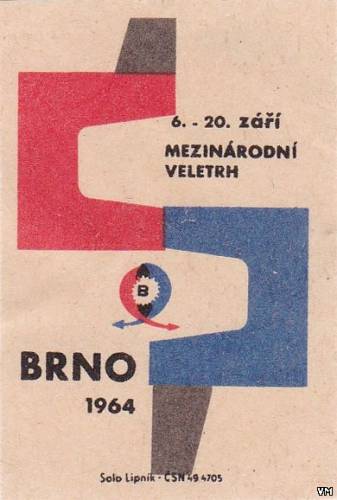 6. - 20. září
MEZINÁRODNÍ
VELETRH
B
BRNO
1964
Solo Lipník - ČSN 49 4705
VM